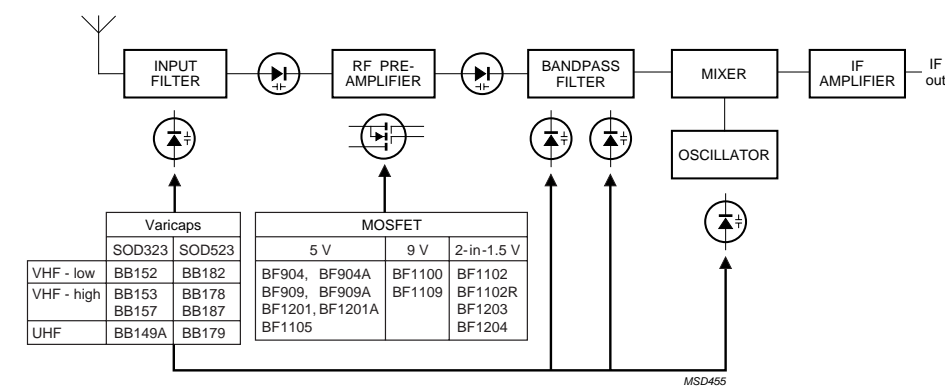 INPUT
FILTER
RF PRE-
AMPLIFIER
BANDPASS
FILTER
MIXER
IF
AMPLIFIER
IF
out
OSCILLATOR
Varicaps
SOD323 SOD523
VHF - low BB152 BB182
VHF - high BB153 BB178
BB157 BB187
UHF BB149A BB179
MOSFET
5 V 9 V 2-in-1.5 V
BF904, BF904A BF1100 BF1102
BF909, BF909A BF1109 BF1102R
BF1201, BF1201A BF1203
BF1105 BF1204
MSD455